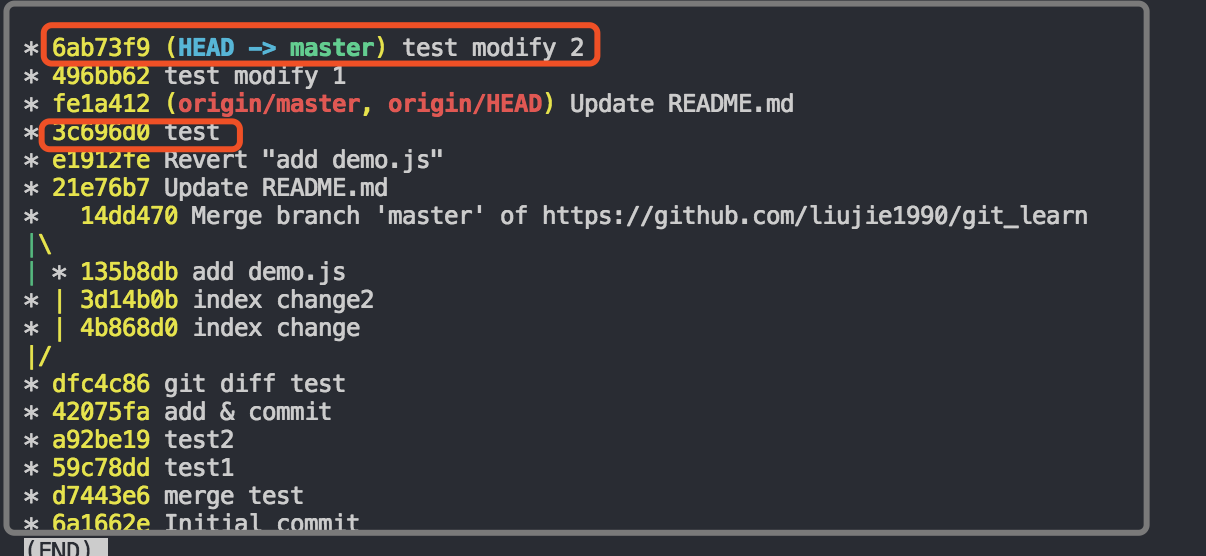 * 6ab73f9 (HEAD -> master) test modify 2
* 496bb62 test modify 1
* fe1a412 (origin/master, origin/HEAD) Update README.md
* 3c696d0 test
* e1912fe Revert "add demo.js"
* 21e76b7 Update README.md
*   14dd470 Merge branch 'master' of https://github.com/liujie1990/git_learn
|\
| * 135b8db add demo.js
* | 3d14b0b index change2
* | 4b868d0 index change
|/
* dfc4c86 git diff test
* 42075fa add & commit
* a92be19 test2
* 59c78dd test1
* d7443e6 merge test
* 6a1662e Initial commit
(END)